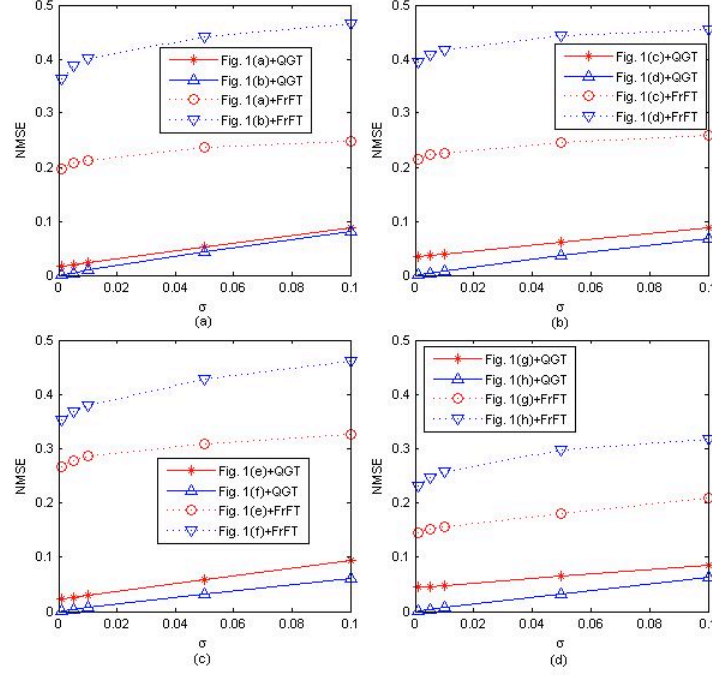 0.5
0.4
0.3
0.2
0.1
0
NMSE
Fig. 1(a)+QGT
Fig. 1(b)+QGT
Fig. 1(a)+FrFT
Fig. 1(b)+FrFT
0 0.02 0.04 0.06 0.08 0.1
σ
(a)
0.5
0.4
0.3
0.2
0.1
0
NMSE
Fig. 1(c)+QGT
Fig. 1(d)+QGT
Fig. 1(c)+FrFT
Fig. 1(d)+FrFT
0 0.02 0.04 0.06 0.08 0.1
σ
(b)
0.5
0.4
0.3
0.2
0.1
0
NMSE
Fig. 1(e)+QGT
Fig. 1(f)+QGT
Fig. 1(e)+FrFT
Fig. 1(f)+FrFT
0 0.02 0.04 0.06 0.08 0.1
σ
(c)
0.5
0.4
0.3
0.2
0.1
0
NMSE
Fig. 1(g)+QGT
Fig. 1(h)+QGT
Fig. 1(g)+FrFT
Fig. 1(h)+FrFT
0 0.02 0.04 0.06 0.08 0.1
σ
(d)